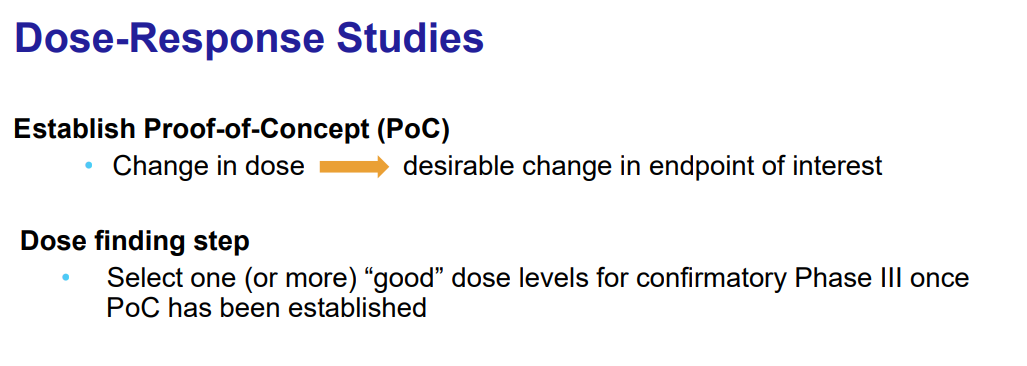 Dose-Response Studies
Establish Proof-of-Concept (PoC)
• Change in dose desirable change in endpoint of interest
Dose finding step
• Select one (or more) “good” dose levels for confirmatory Phase III once
PoC has been established